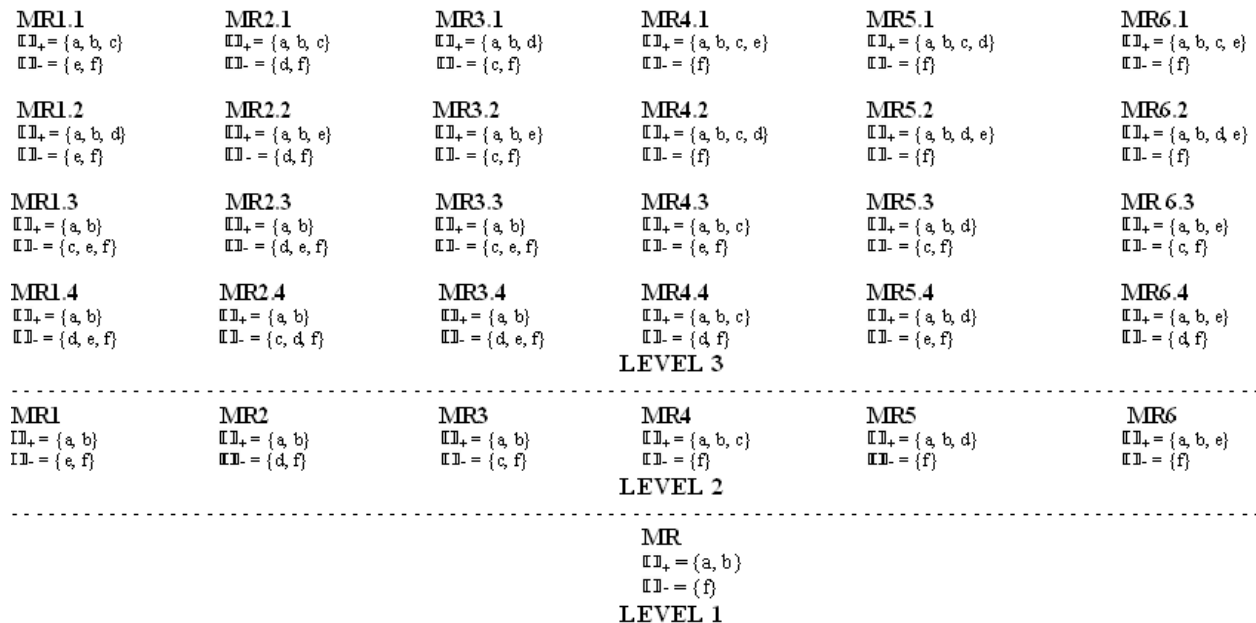 MR1.1 MR2.1 MR3.1 MR4.1 MR5.1 MR6.1
⟦⟧₊ = {a, b, c} ⟦⟧₊ = {a, b, c} ⟦⟧₊ = {a, b, d} ⟦⟧₊ = {a, b, c, e} ⟦⟧₊ = {a, b, c, d} ⟦⟧₊ = {a, b, c, e}
⟦⟧- = {e, f} ⟦⟧- = {d, f} ⟦⟧- = {c, f} ⟦⟧- = {f} ⟦⟧- = {f} ⟦⟧- = {f}
MR1.2 MR2.2 MR3.2 MR4.2 MR5.2 MR6.2
⟦⟧₊ = {a, b, d} ⟦⟧₊ = {a, b, e} ⟦⟧₊ = {a, b, e} ⟦⟧₊ = {a, b, c, d} ⟦⟧₊ = {a, b, d, e} ⟦⟧₊ = {a, b, d, e}
⟦⟧- = {e, f} ⟦⟧- = {d, f} ⟦⟧- = {c, f} ⟦⟧- = {f} ⟦⟧- = {f} ⟦⟧- = {f}
MR1.3 MR2.3 MR3.3 MR4.3 MR5.3 MR 6.3
⟦⟧₊ = {a, b} ⟦⟧₊ = {a, b} ⟦⟧₊ = {a, b} ⟦⟧₊ = {a, b, c} ⟦⟧₊ = {a, b, d} ⟦⟧₊ = {a, b, e}
⟦⟧- = {c, e, f} ⟦⟧- = {d, e, f} ⟦⟧- = {c, e, f} ⟦⟧- = {e, f} ⟦⟧- = {c, f} ⟦⟧- = {c, f}
MR1.4 MR2.4 MR3.4 MR4.4 MR5.4 MR6.4
⟦⟧₊ = {a, b} ⟦⟧₊ = {a, b} ⟦⟧₊ = {a, b} ⟦⟧₊ = {a, b, c} ⟦⟧₊ = {a, b, d} ⟦⟧₊ = {a, b, e}
⟦⟧- = {d, e, f} ⟦⟧- = {c, d, f} ⟦⟧- = {d, e, f} ⟦⟧- = {d, f} ⟦⟧- = {e, f} ⟦⟧- = {d, f}
LEVEL 3
MR1 MR2 MR3 MR4 MR5 MR6
⟦⟧₊ = {a, b} ⟦⟧₊ = {a, b} ⟦⟧₊ = {a, b} ⟦⟧₊ = {a, b, c} ⟦⟧₊ = {a, b, d} ⟦⟧₊ = {a, b, e}
⟦⟧- = {e, f} ⟦⟧- = {d, f} ⟦⟧- = {c, f} ⟦⟧- = {f} ⟦⟧- = {f} ⟦⟧- = {f}
LEVEL 2
MR
⟦⟧₊ = {a, b}
⟦⟧- = {f}
LEVEL 1